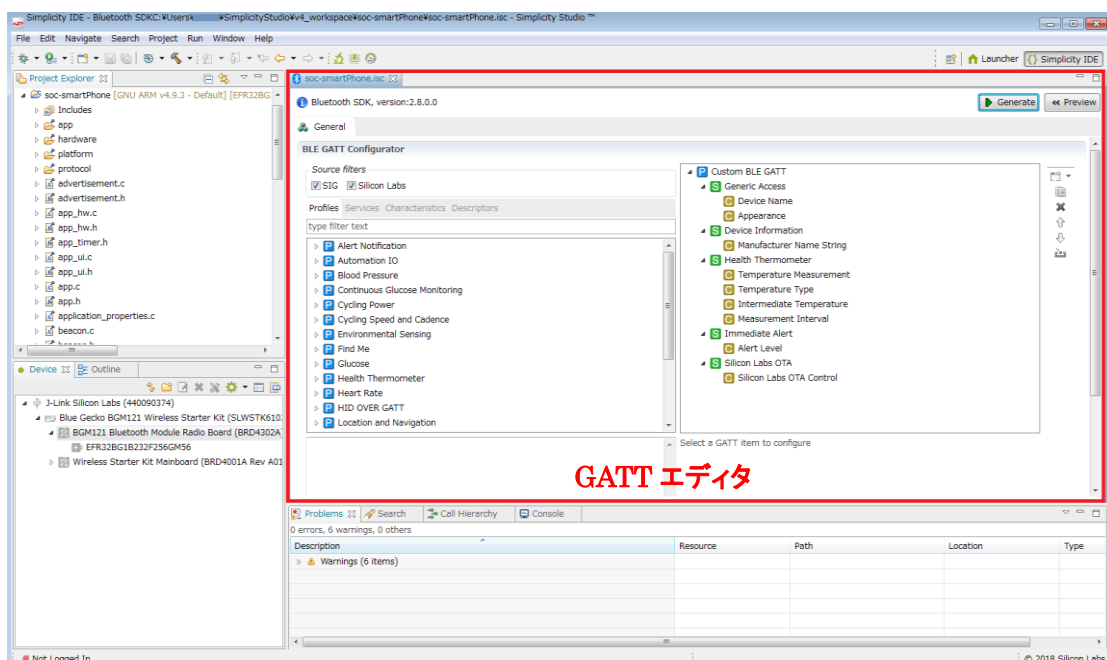 Simplicity IDE - Bluetooth SDKC:¥Users¥ ¥SimplicityStudio¥v4_workspace¥soc-smartPhone¥soc-smartPhone.isc - Simplicity Studio ™
File Edit Navigate Search Project Run Window Help
Launcher
Simplicity IDE
Project Explorer
soc-smartPhone [GNU ARM v4.9.3 - Default] [EFR32BG
Includes
app
hardware
platform
protocol
advertisement.c
advertisement.h
app_hw.c
app_hw.h
app_timer.h
app_ui.c
app_ui.h
app.c
app.h
application_properties.c
beacon.c
beacon.h
Device
Outline
J-Link Silicon Labs (440090374)
Blue Gecko BGM121 Wireless Starter Kit (SLWSTK610
BGM121 Bluetooth Module Radio Board (BRD4302A
EFR32BG1B232F256GM56
Wireless Starter Kit Mainboard (BRD4001A Rev A01
soc-smartPhone.isc
Bluetooth SDK, version:2.8.0.0
Generate
Preview
General
BLE GATT Configurator
Source filters
SIG
Silicon Labs
Profiles Services Characteristics Descriptors
type filter text
P Alert Notification
P Automation IO
P Blood Pressure
P Continuous Glucose Monitoring
P Cycling Power
P Cycling Speed and Cadence
P Environmental Sensing
P Find Me
P Glucose
P Health Thermometer
P Heart Rate
P HID OVER GATT
P Location and Navigation
P Custom BLE GATT
S Generic Access
C Device Name
C Appearance
S Device Information
C Manufacturer Name String
S Health Thermometer
C Temperature Measurement
C Temperature Type
C Intermediate Temperature
C Measurement Interval
S Immediate Alert
C Alert Level
S Silicon Labs OTA
C Silicon Labs OTA Control
Select a GATT item to configure
GATT エディタ
Problems
Search
Call Hierarchy
Console
0 errors, 6 warnings, 0 others
Description Resource Path Location Type
Warnings (6 items)
Not Logged In
© 2018 Silicon Labs